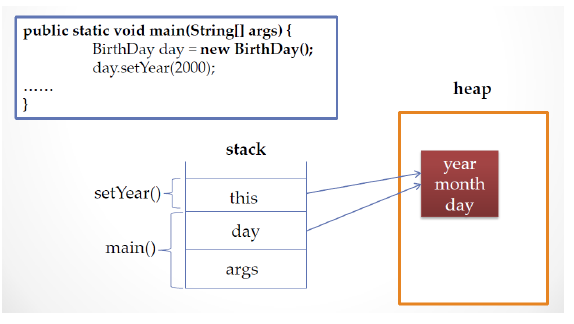 public static void main(String[] args) {
BirthDay day = new BirthDay();
day.setYear(2000);
......
}
heap
stack
year
month
day
setYear()
this
day
main()
args